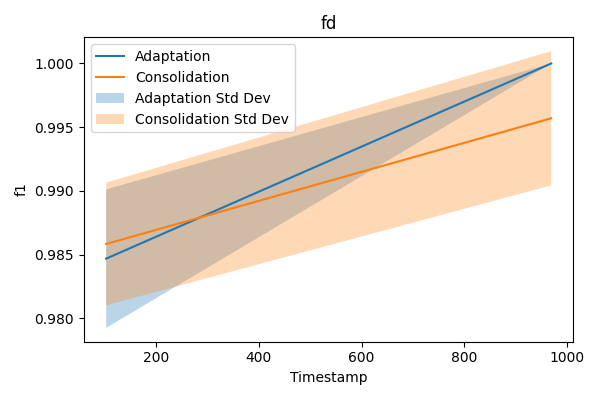 fd
Adaptation
Consolidation
Adaptation Std Dev
Consolidation Std Dev
1.000
0.995
0.990
0.985
0.980
f1
200
400
600
800
1000
Timestamp